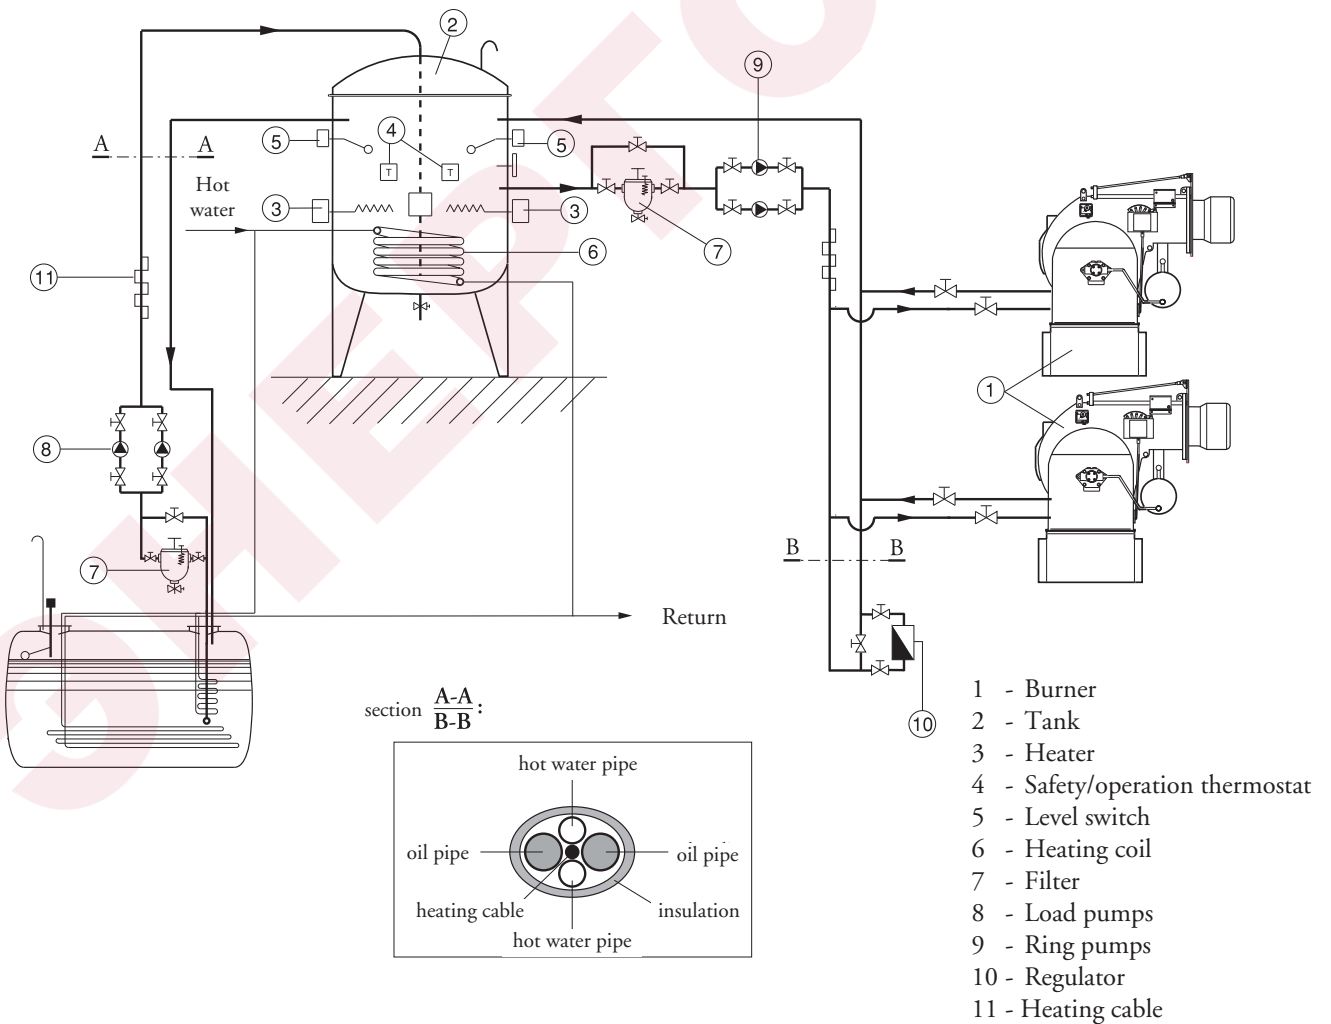 2
9
A A
5
4
5
T T
Hot
water
3
3
6
7
11
8
7
1
B B
Return
10
section A-A
B-B :
hot water pipe
oil pipe
oil pipe
heating cable
insulation
hot water pipe
1 - Burner
2 - Tank
3 - Heater
4 - Safety/operation thermostat
5 - Level switch
6 - Heating coil
7 - Filter
8 - Load pumps
9 - Ring pumps
10 - Regulator
11 - Heating cable
ЭНЕРГО